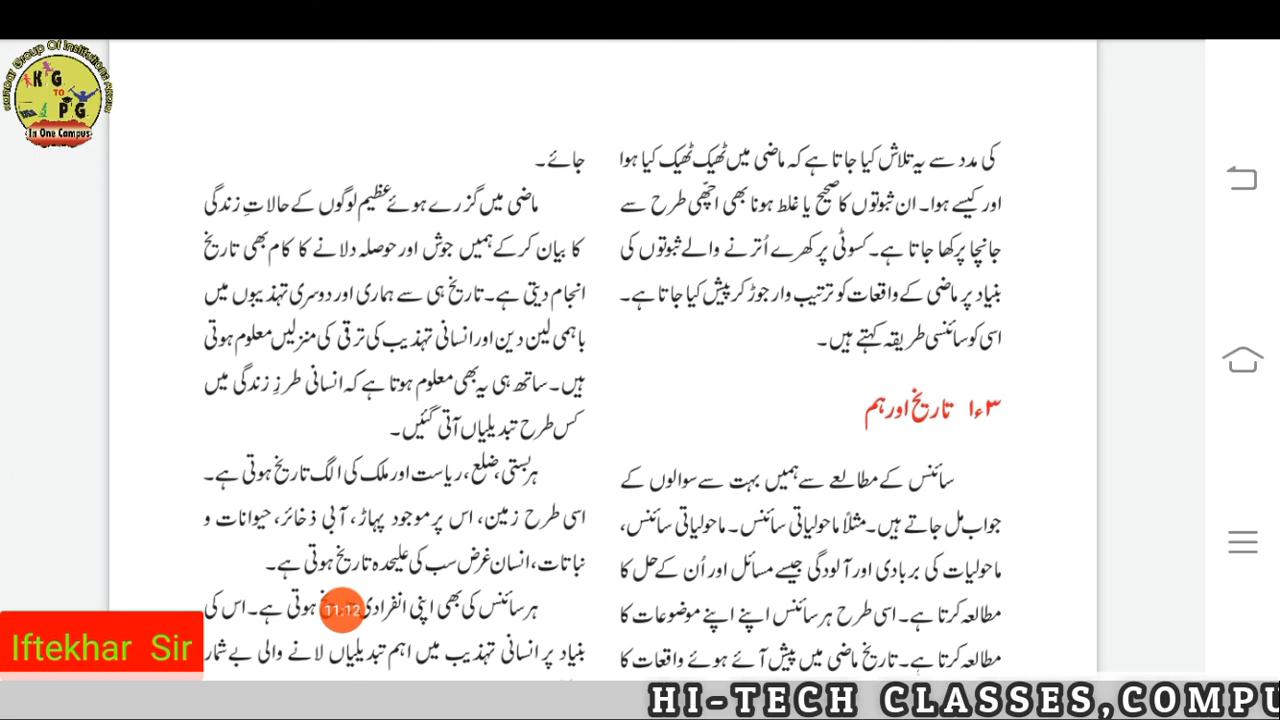 کی مدد سے یہ تلاش کیا جاتا ہے کہ ماضی میں ٹھیک ٹھیک کیا ہوا
اور کیسے ہوا۔ ان ثبوتوں کا صحیح یا غلط ہونا بھی اچھّی طرح سے
جانچا پرکھا جاتا ہے۔ کسوٹی پر کھرے اُترنے والے ثبوتوں کی
بنیاد پر ماضی کے واقعات کو ترتیب وار جوڑ کر پیش کیا جاتا ہے۔
اسی کو سائنسی طریقہ کہتے ہیں۔
۱ء۳ تاریخ اور ہم
سائنس کے مطالعے سے ہمیں بہت سے سوالوں کے
جواب مل جاتے ہیں۔ مثلاً ماحولیاتی سائنس۔ ماحولیاتی سائنس،
ماحولیات کی بربادی اور آلودگی جیسے مسائل اور اُن کے حل کا
مطالعہ کرتا ہے۔ اسی طرح ہر سائنس اپنے اپنے موضوعات کا
مطالعہ کرتا ہے۔ تاریخ ماضی میں پیش آئے ہوئے واقعات کا
جائے۔
ماضی میں گزرے ہوئے عظیم لوگوں کے حالاتِ زندگی
کا بیان کرکے ہمیں جوش اور حوصلہ دلانے کا کام بھی تاریخ
انجام دیتی ہے۔ تاریخ ہی سے ہماری اور دوسری تہذیبوں میں
باہمی لین دین اور انسانی تہذیب کی ترقی کی منزلیں معلوم ہوتی
ہیں۔ ساتھ ہی یہ بھی معلوم ہوتا ہے کہ انسانی طرزِ زندگی میں
کس طرح تبدیلیاں آتی گئیں۔
ہر بستی، ضلع، ریاست اور ملک کی الگ تاریخ ہوتی ہے۔
اسی طرح زمین، اس پر موجود پہاڑ، آبی ذخائر، حیوانات و
نباتات، انسان غرض سب کی علیحدہ تاریخ ہوتی ہے۔
ہر سائنس کی بھی اپنی انفرادی ہوتی ہے۔ اس کی
بنیاد پر انسانی تہذیب میں اہم تبدیلیاں لانے والی بے شمار
11:12
Group Of Institutions
KG
TO
PG
In One Campus
Iftekhar Sir
HI-TECH CLASSES,COMPU